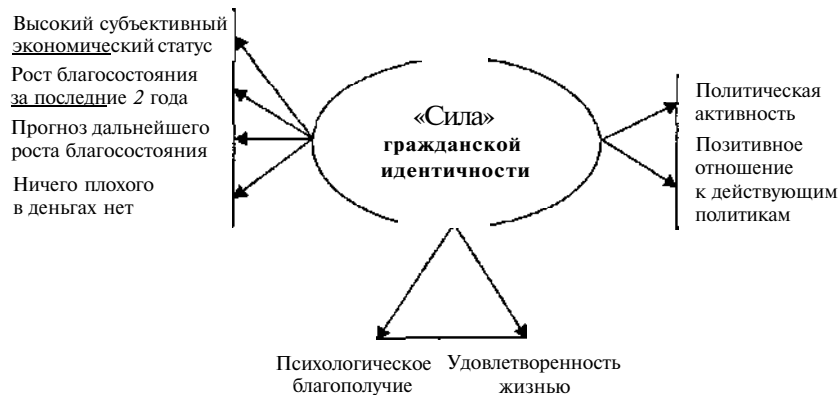 Высокий субъективный
экономический статус
Рост благосостояния
за последние 2 года
Прогноз дальнейшего
роста благосостояния
Ничего плохого
в деньгах нет
«Сила»
гражданской
идентичности
Политическая
активность
Позитивное
отношение
к действующим
политикам
Психологическое
благополучие
Удовлетворенность
жизнью